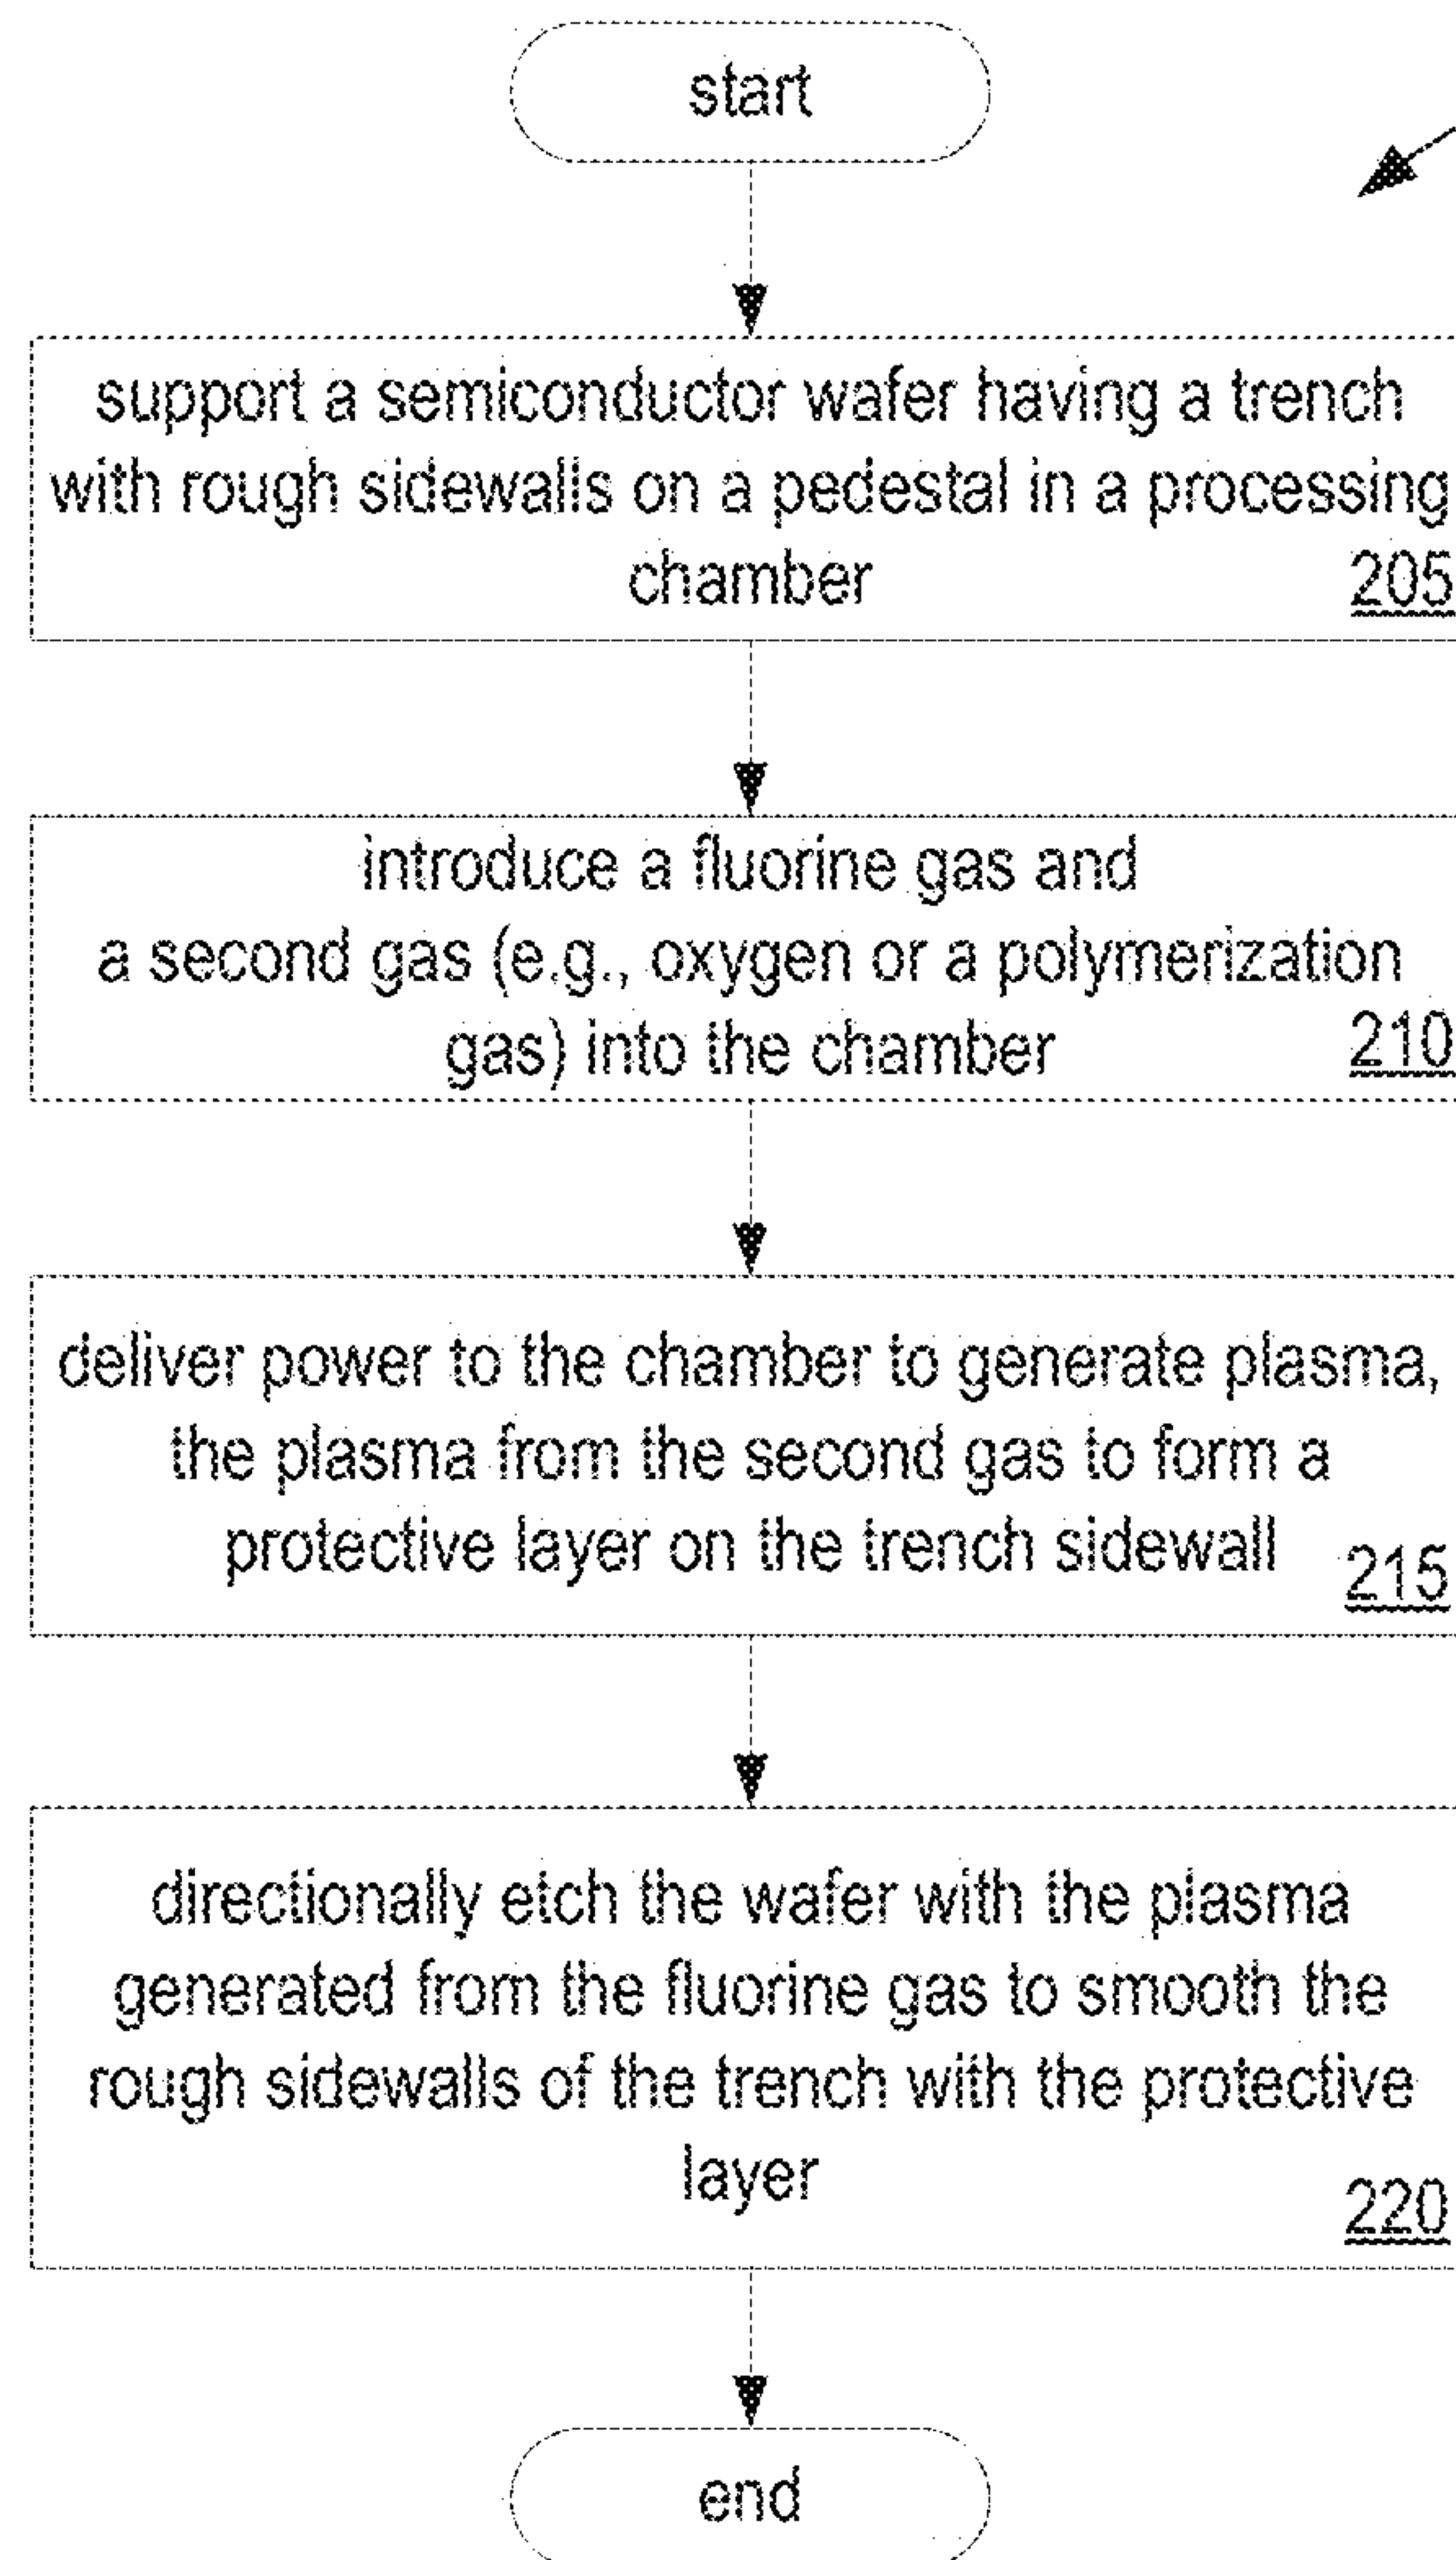 start
support a semiconductor wafer having a trench
with rough sidewalls on a pedestal in a processing
chamber
205
introduce a fluorine gas and
a second gas (e.g., oxygen or a polymerization
gas) into the chamber
210
deliver power to the chamber to generate plasma,
the plasma from the second gas to form a
protective layer on the trench sidewall
215
directionally etch the wafer with the plasma
generated from the fluorine gas to smooth the
rough sidewalls of the trench with the protective
layer
220
end